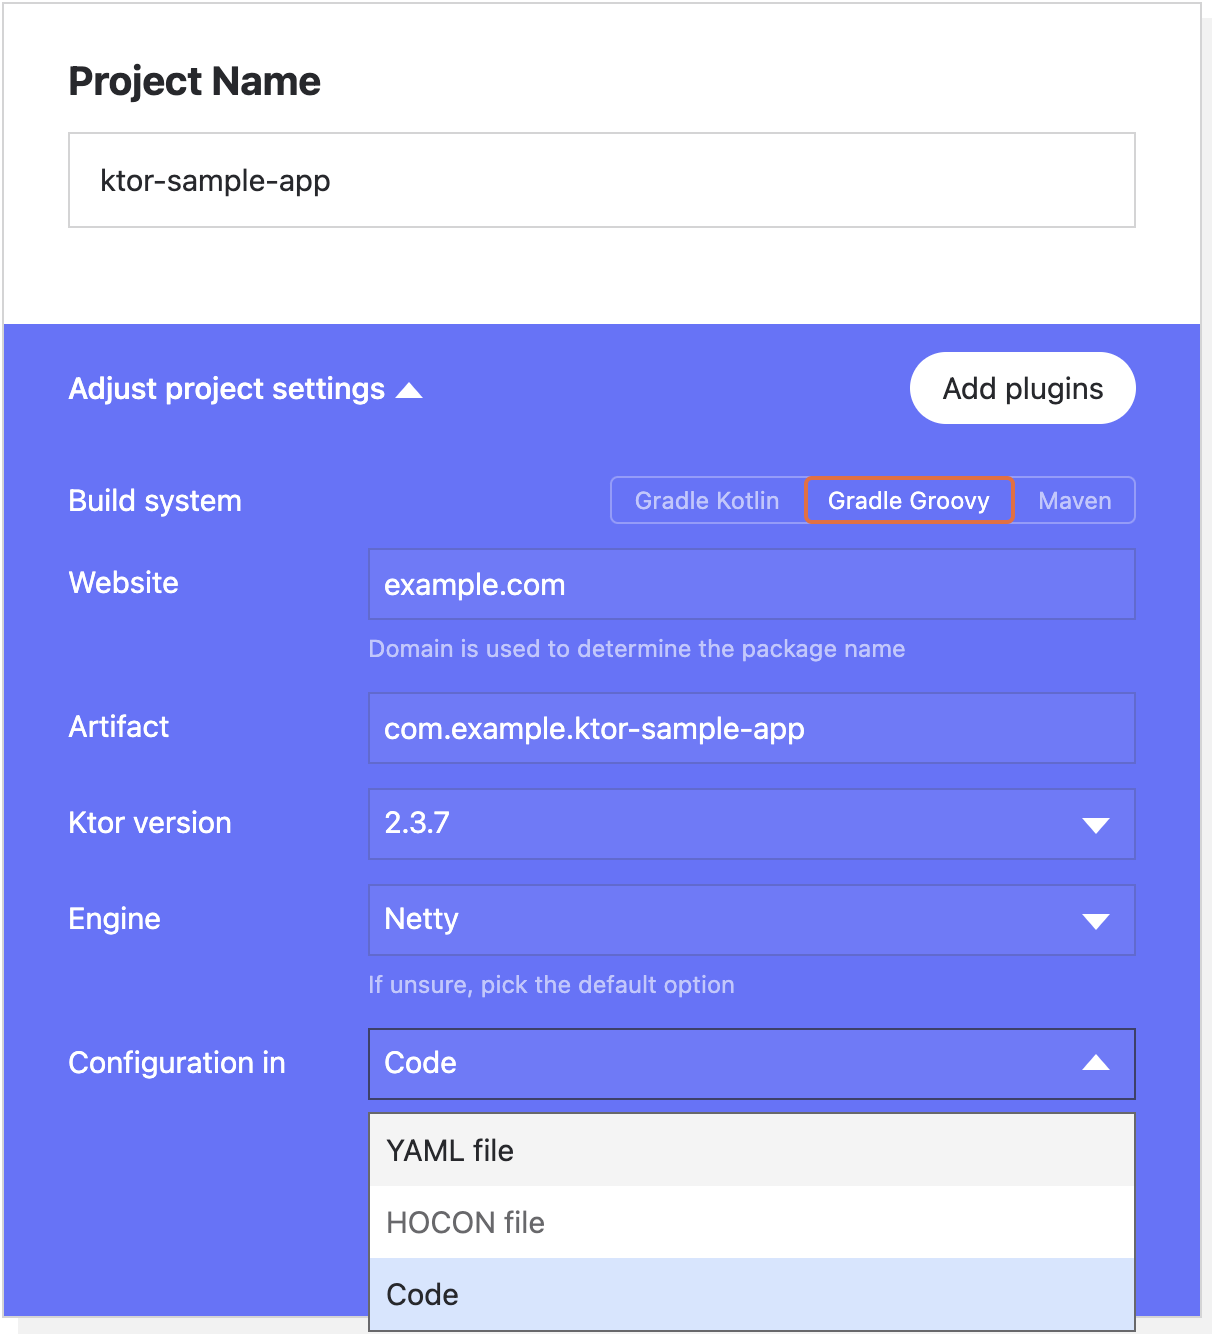 Project Name
ktor-sample-app
Adjust project settings
Add plugins
Build system
Gradle Kotlin
Gradle Groovy
Maven
Website
example.com
Domain is used to determine the package name
Artifact
com.example.ktor-sample-app
Ktor version
2.3.7
Engine
Netty
If unsure, pick the default option
Configuration in
Code
YAML file
HOCON file
Code